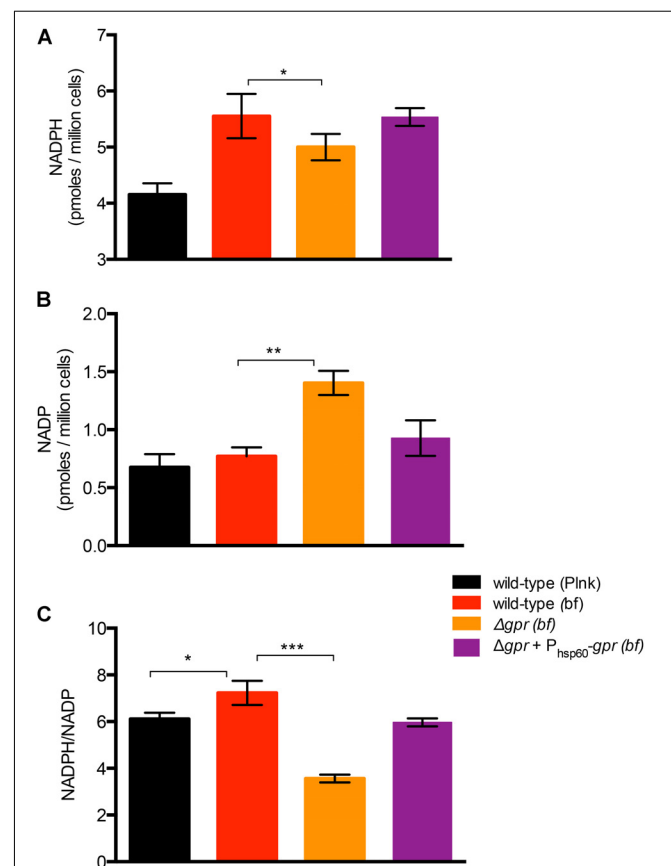 A
7
6
5
4
3
NADPH
(pmoles / million cells)
*
B
2.0
1.5
1.0
0.5
0.0
NADP
(pmoles / million cells)
**
wild-type (Plnk)
wild-type (bf)
Δgpr (bf)
Δgpr + Phsp60-gpr (bf)
C
10
8
6
4
2
0
NADPH/NADP
*
***